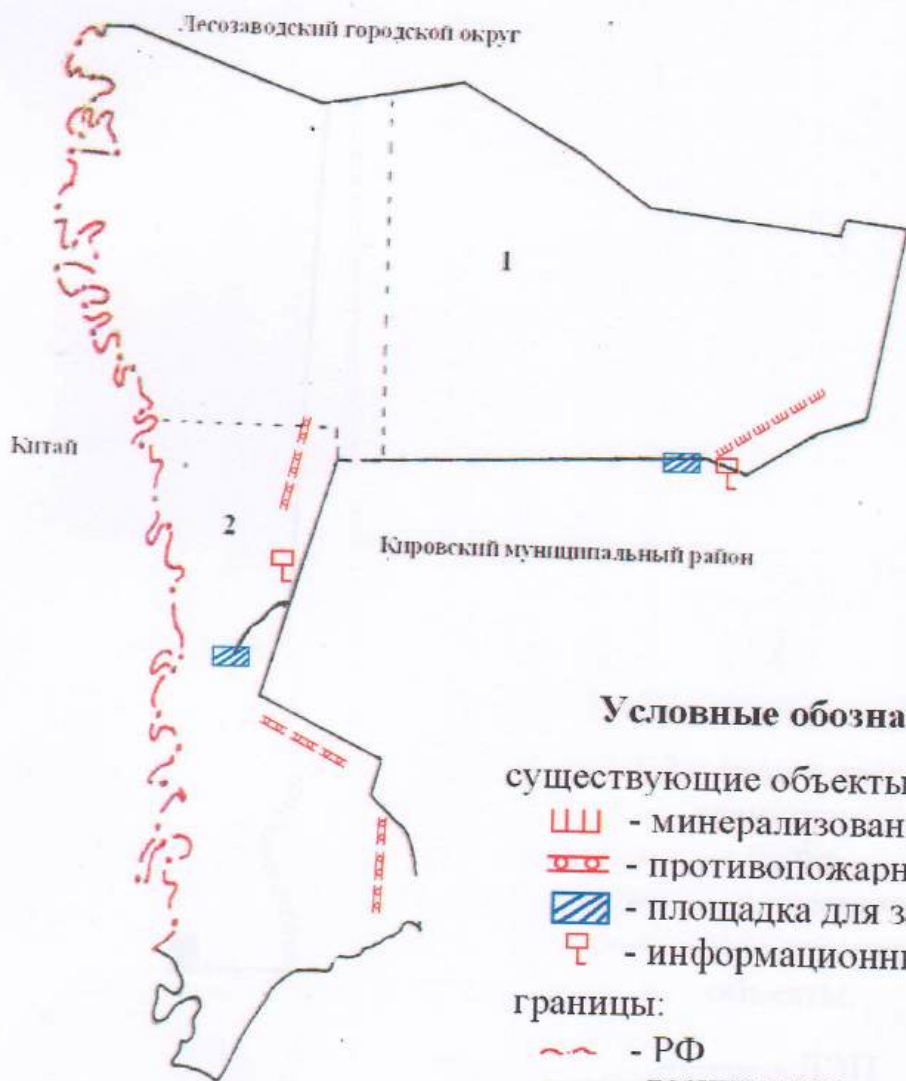 Лесозаводский городской округ
1
Китай
2
Кировский муниципальный район
Условные обозна
существующие объекты
- минерализован
- противопожарн
- площадка для за
- информационны
границы:
- РФ